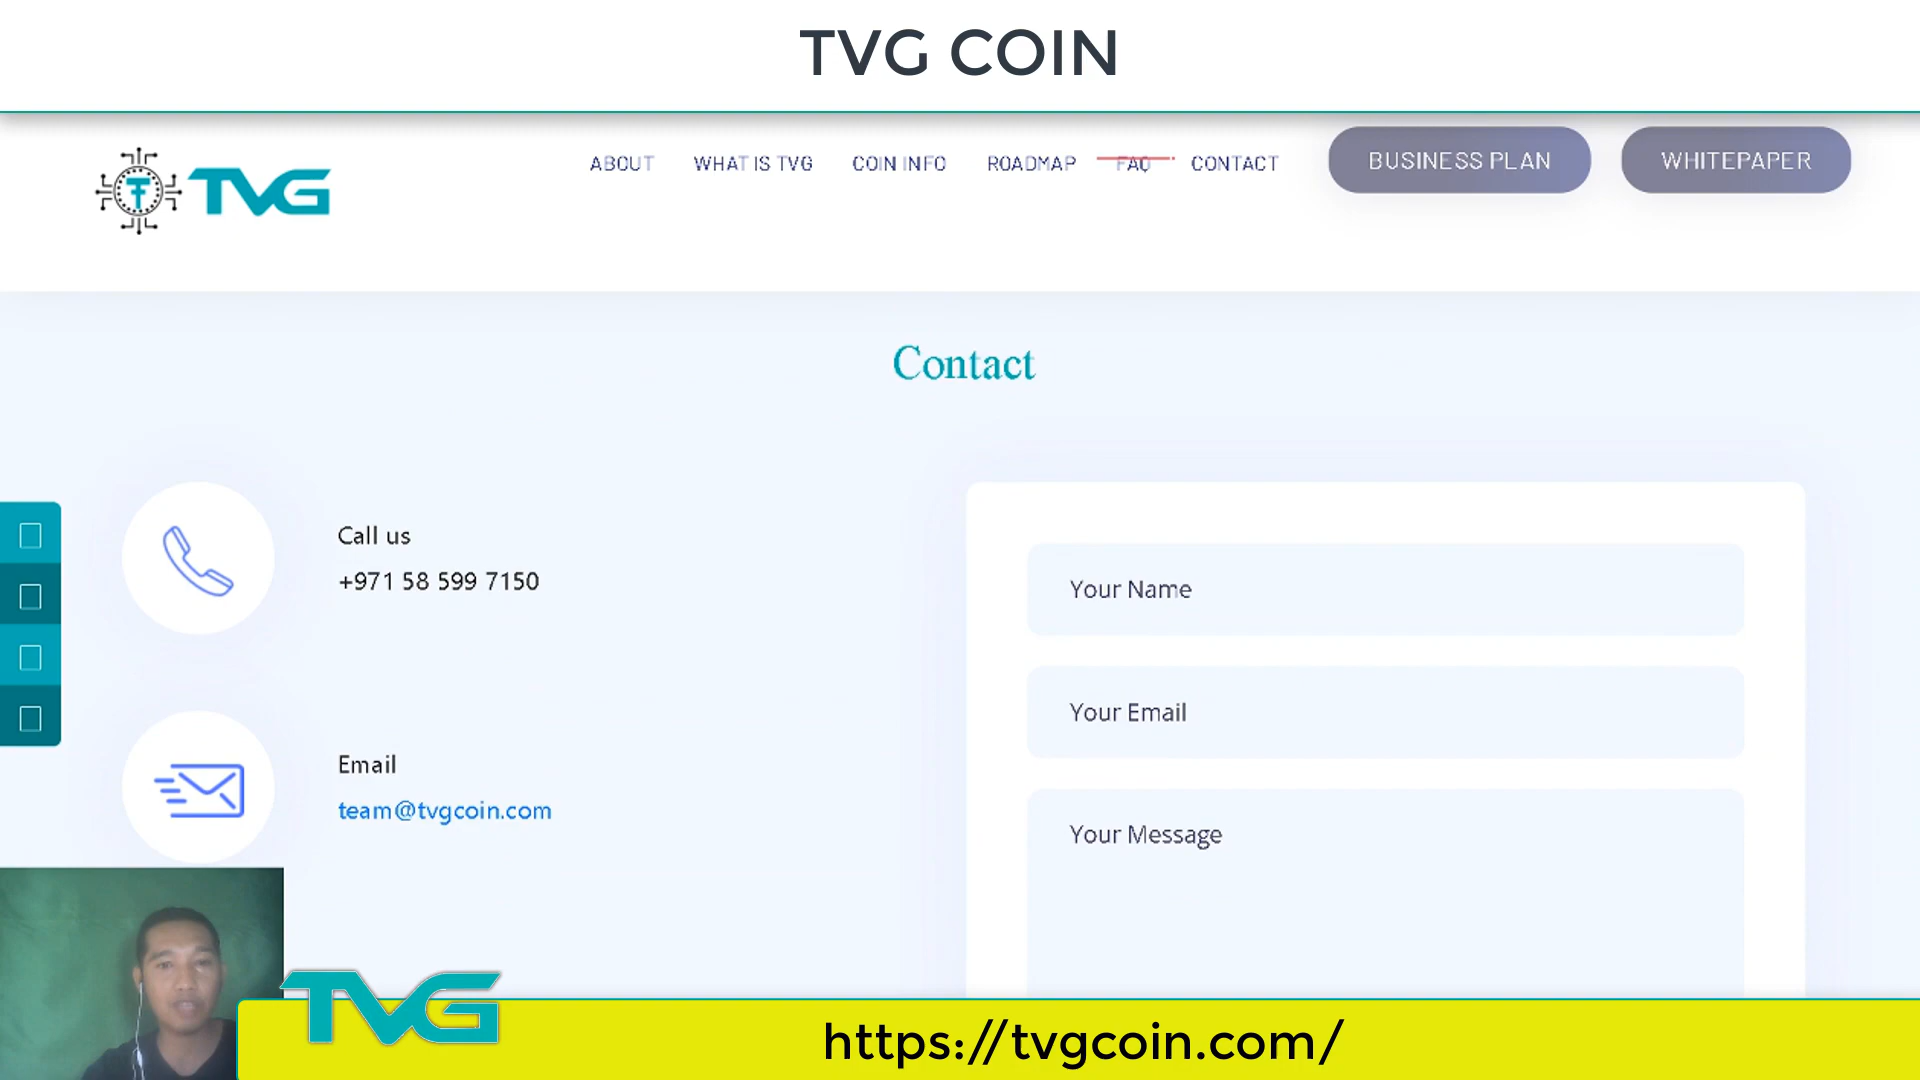 TVG COIN
TVG
ABOUT WHAT IS TVG COIN INFO ROADMAP FAQ CONTACT BUSINESS PLAN WHITEPAPER
Contact
Call us
+971 58 599 7150
Email
team@tvgcoin.com
Your Name
Your Email
Your Message
TVG
https://tvgcoin.com/